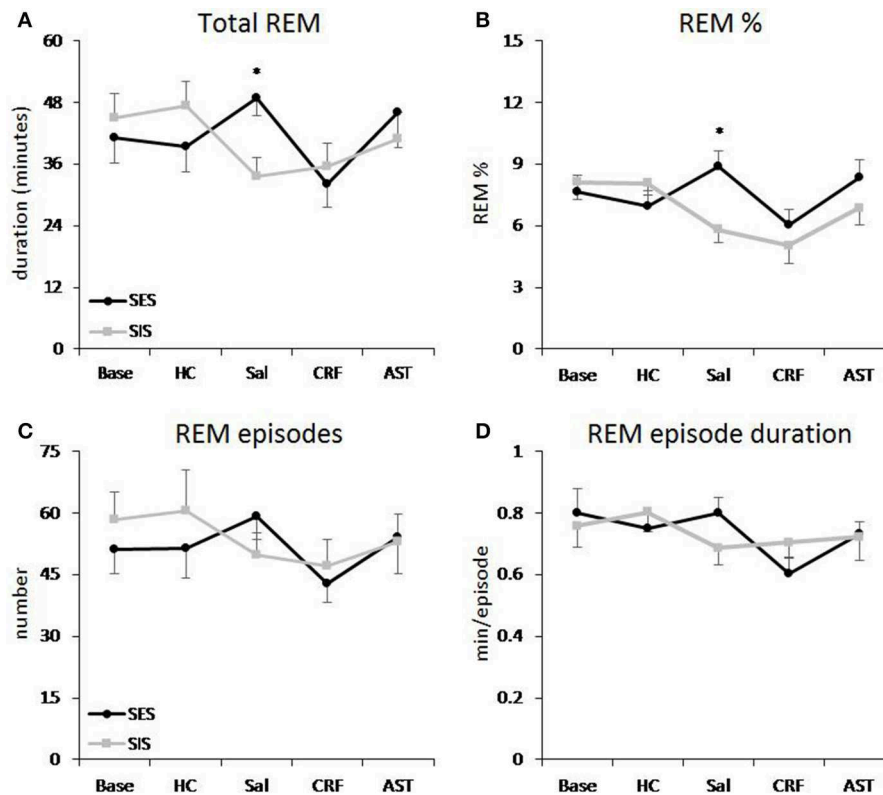 A
Total REM
60
48
36
24
12
0
duration (minutes)
*
SES
SIS
Base HC Sal CRF AST
B
REM %
15
12
9
6
3
0
REM %
*
Base HC Sal CRF AST
C
REM episodes
75
60
45
30
15
0
number
SES
SIS
Base HC Sal CRF AST
D
REM episode duration
1
0.8
0.6
0.4
0.2
0
min/episode
Base HC Sal CRF AST